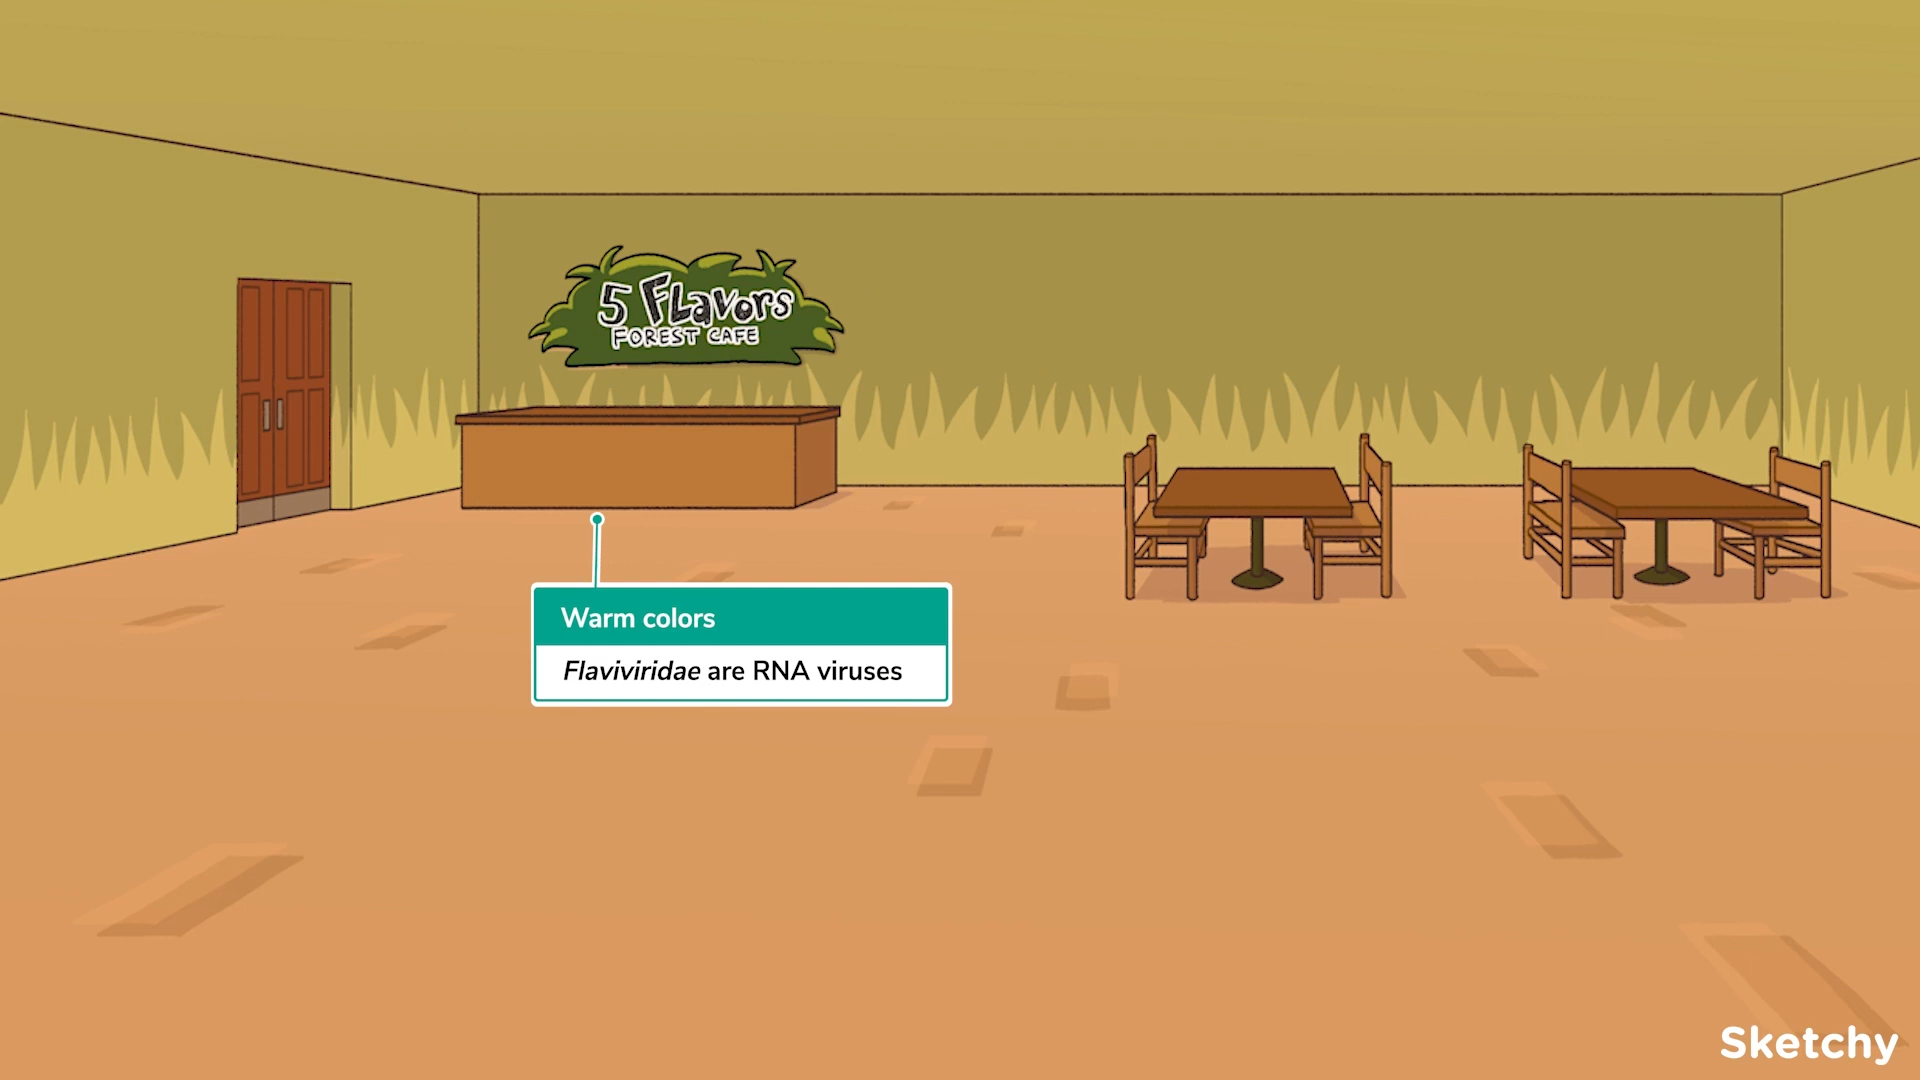 5 FLavors
FOREST CAFE
Warm colors
Flaviviridae are RNA viruses
Sketchy